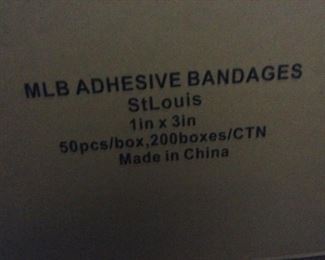 MLB ADHESIVE BANDAGES
StLouis
1in x 3in
50pcs/box,200boxes/CTN
Made in China